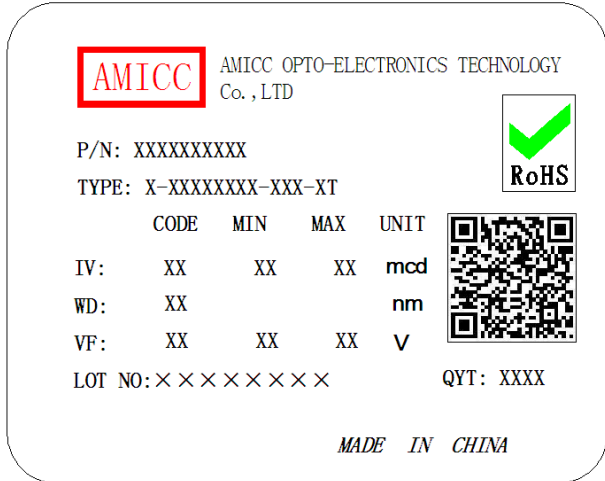 AMICC
AMICC OPTO-ELECTRONICS TECHNOLOGY
Co.,LTD
RoHS
P/N: XXXXXXXXXX
TYPE: X-XXXXXXXX-XXX-XT
CODE MIN MAX UNIT
IV: XX XX XX mcd
WD: XX nm
VF: XX XX XX V
LOT NO:××××××××
QYT: XXXX
MADE IN CHINA